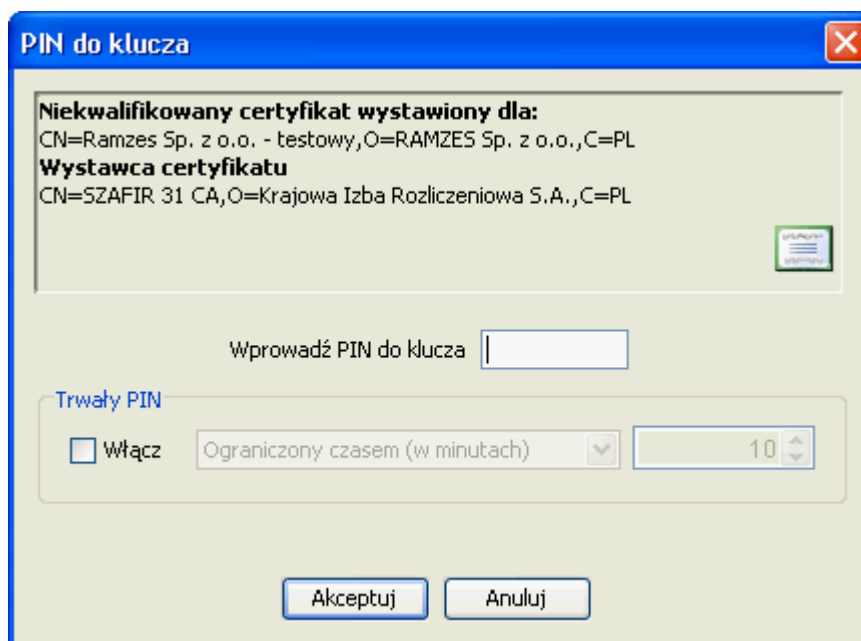 PIN do klucza
Niekwalifikowany certyfikat wystawiony dla:
CN=Ramzes Sp. z o.o. - testowy,O=RAMZES Sp. z o.o.,C=PL
Wystawca certyfikatu
CN=SZAFIR 31 CA,O=Krajowa Izba Rozliczeniowa S.A.,C=PL
Wprowadź PIN do klucza
Trwały PIN
Włącz Ograniczony czasem (w minutach) 10
Akceptuj Anuluj